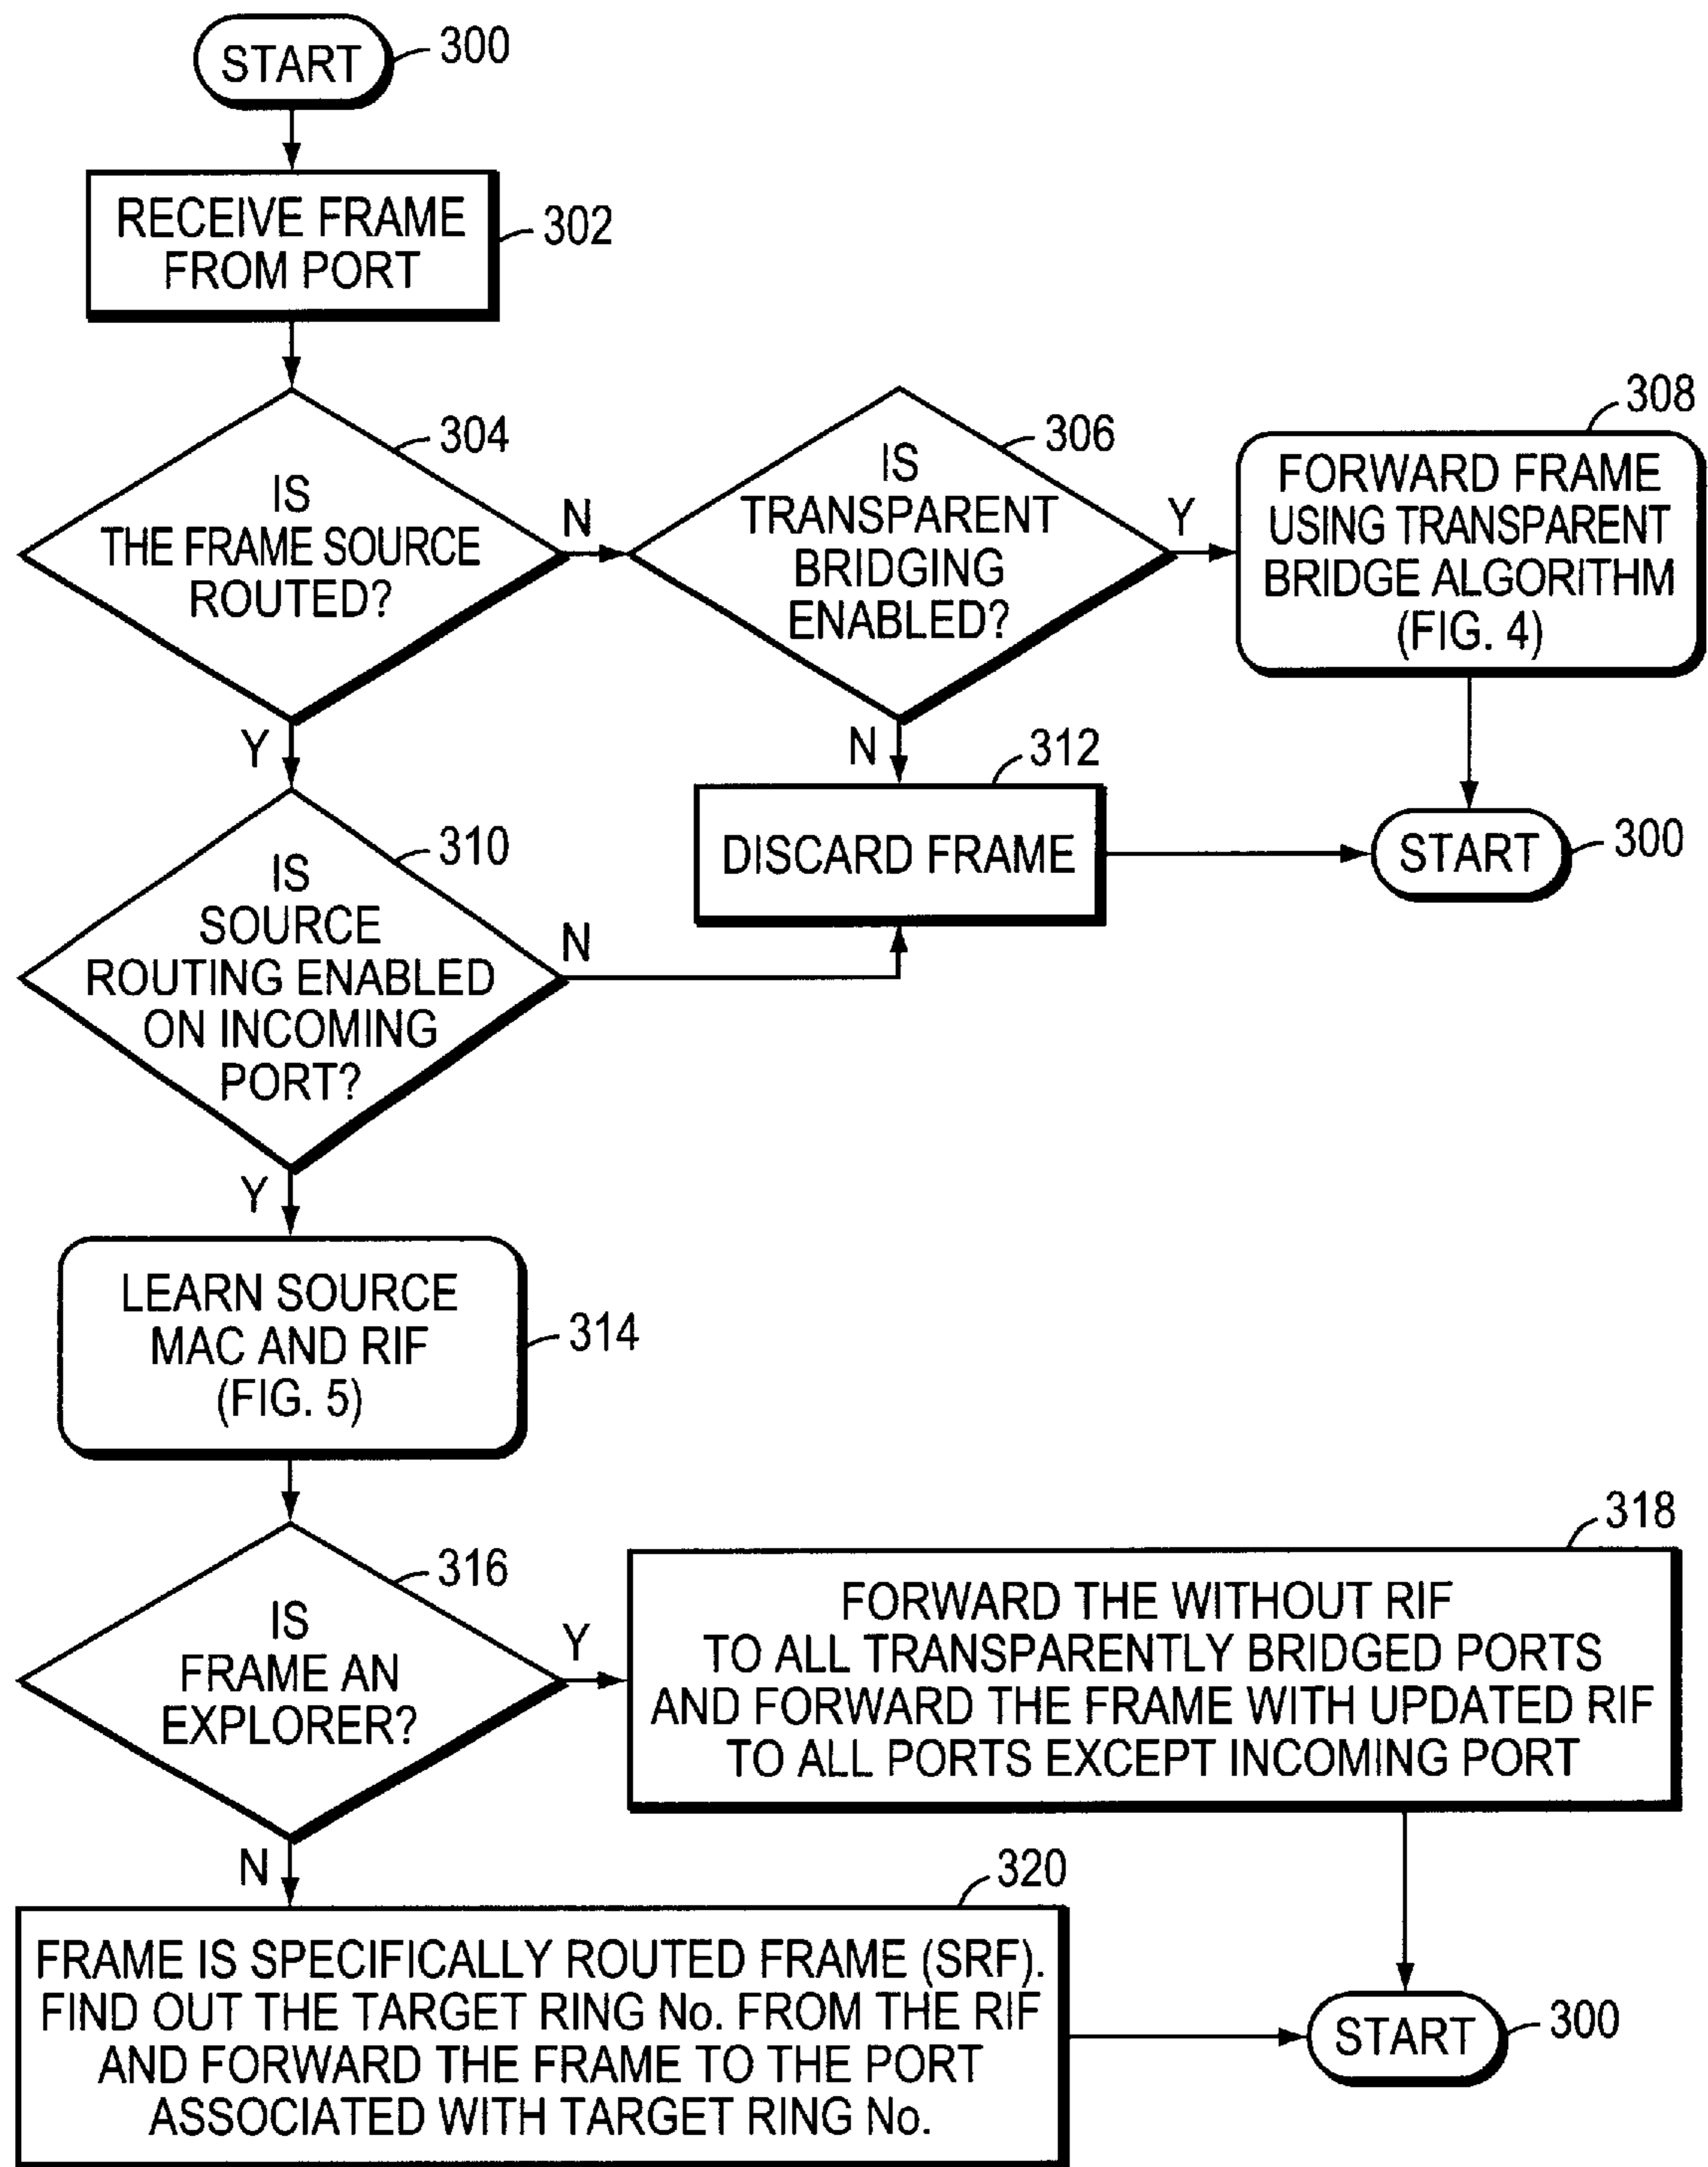 START
300
RECEIVE FRAME
FROM PORT
302
304
IS
THE FRAME SOURCE
ROUTED?
N
Y
306
IS
TRANSPARENT
BRIDGING
ENABLED?
Y
N
308
FORWARD FRAME
USING TRANSPARENT
BRIDGE ALGORITHM
(FIG. 4)
310
IS
SOURCE
ROUTING ENABLED
ON INCOMING
PORT?
N
Y
312
DISCARD FRAME
START
300
LEARN SOURCE
MAC AND RIF
(FIG. 5)
314
316
IS
FRAME AN
EXPLORER?
Y
N
318
FORWARD THE WITHOUT RIF
TO ALL TRANSPARENTLY BRIDGED PORTS
AND FORWARD THE FRAME WITH UPDATED RIF
TO ALL PORTS EXCEPT INCOMING PORT
320
FRAME IS SPECIFICALLY ROUTED FRAME (SRF).
FIND OUT THE TARGET RING No. FROM THE RIF
AND FORWARD THE FRAME TO THE PORT
ASSOCIATED WITH TARGET RING No.
START
300